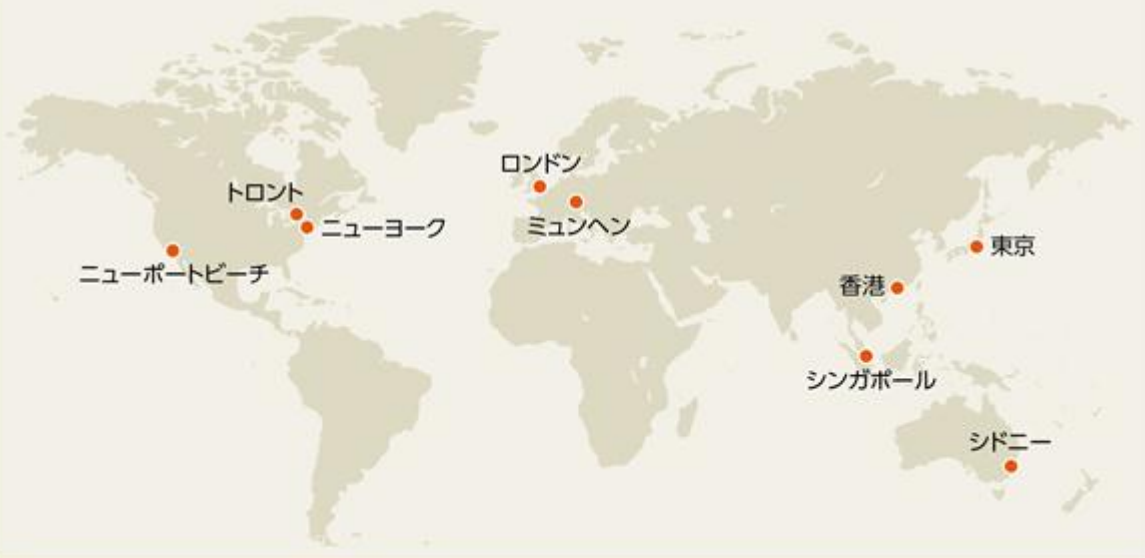 ロンドン
トロント
ニューヨーク
ミュンヘン
東京
ニューポートビーチ
香港
シンガポール
シドニー